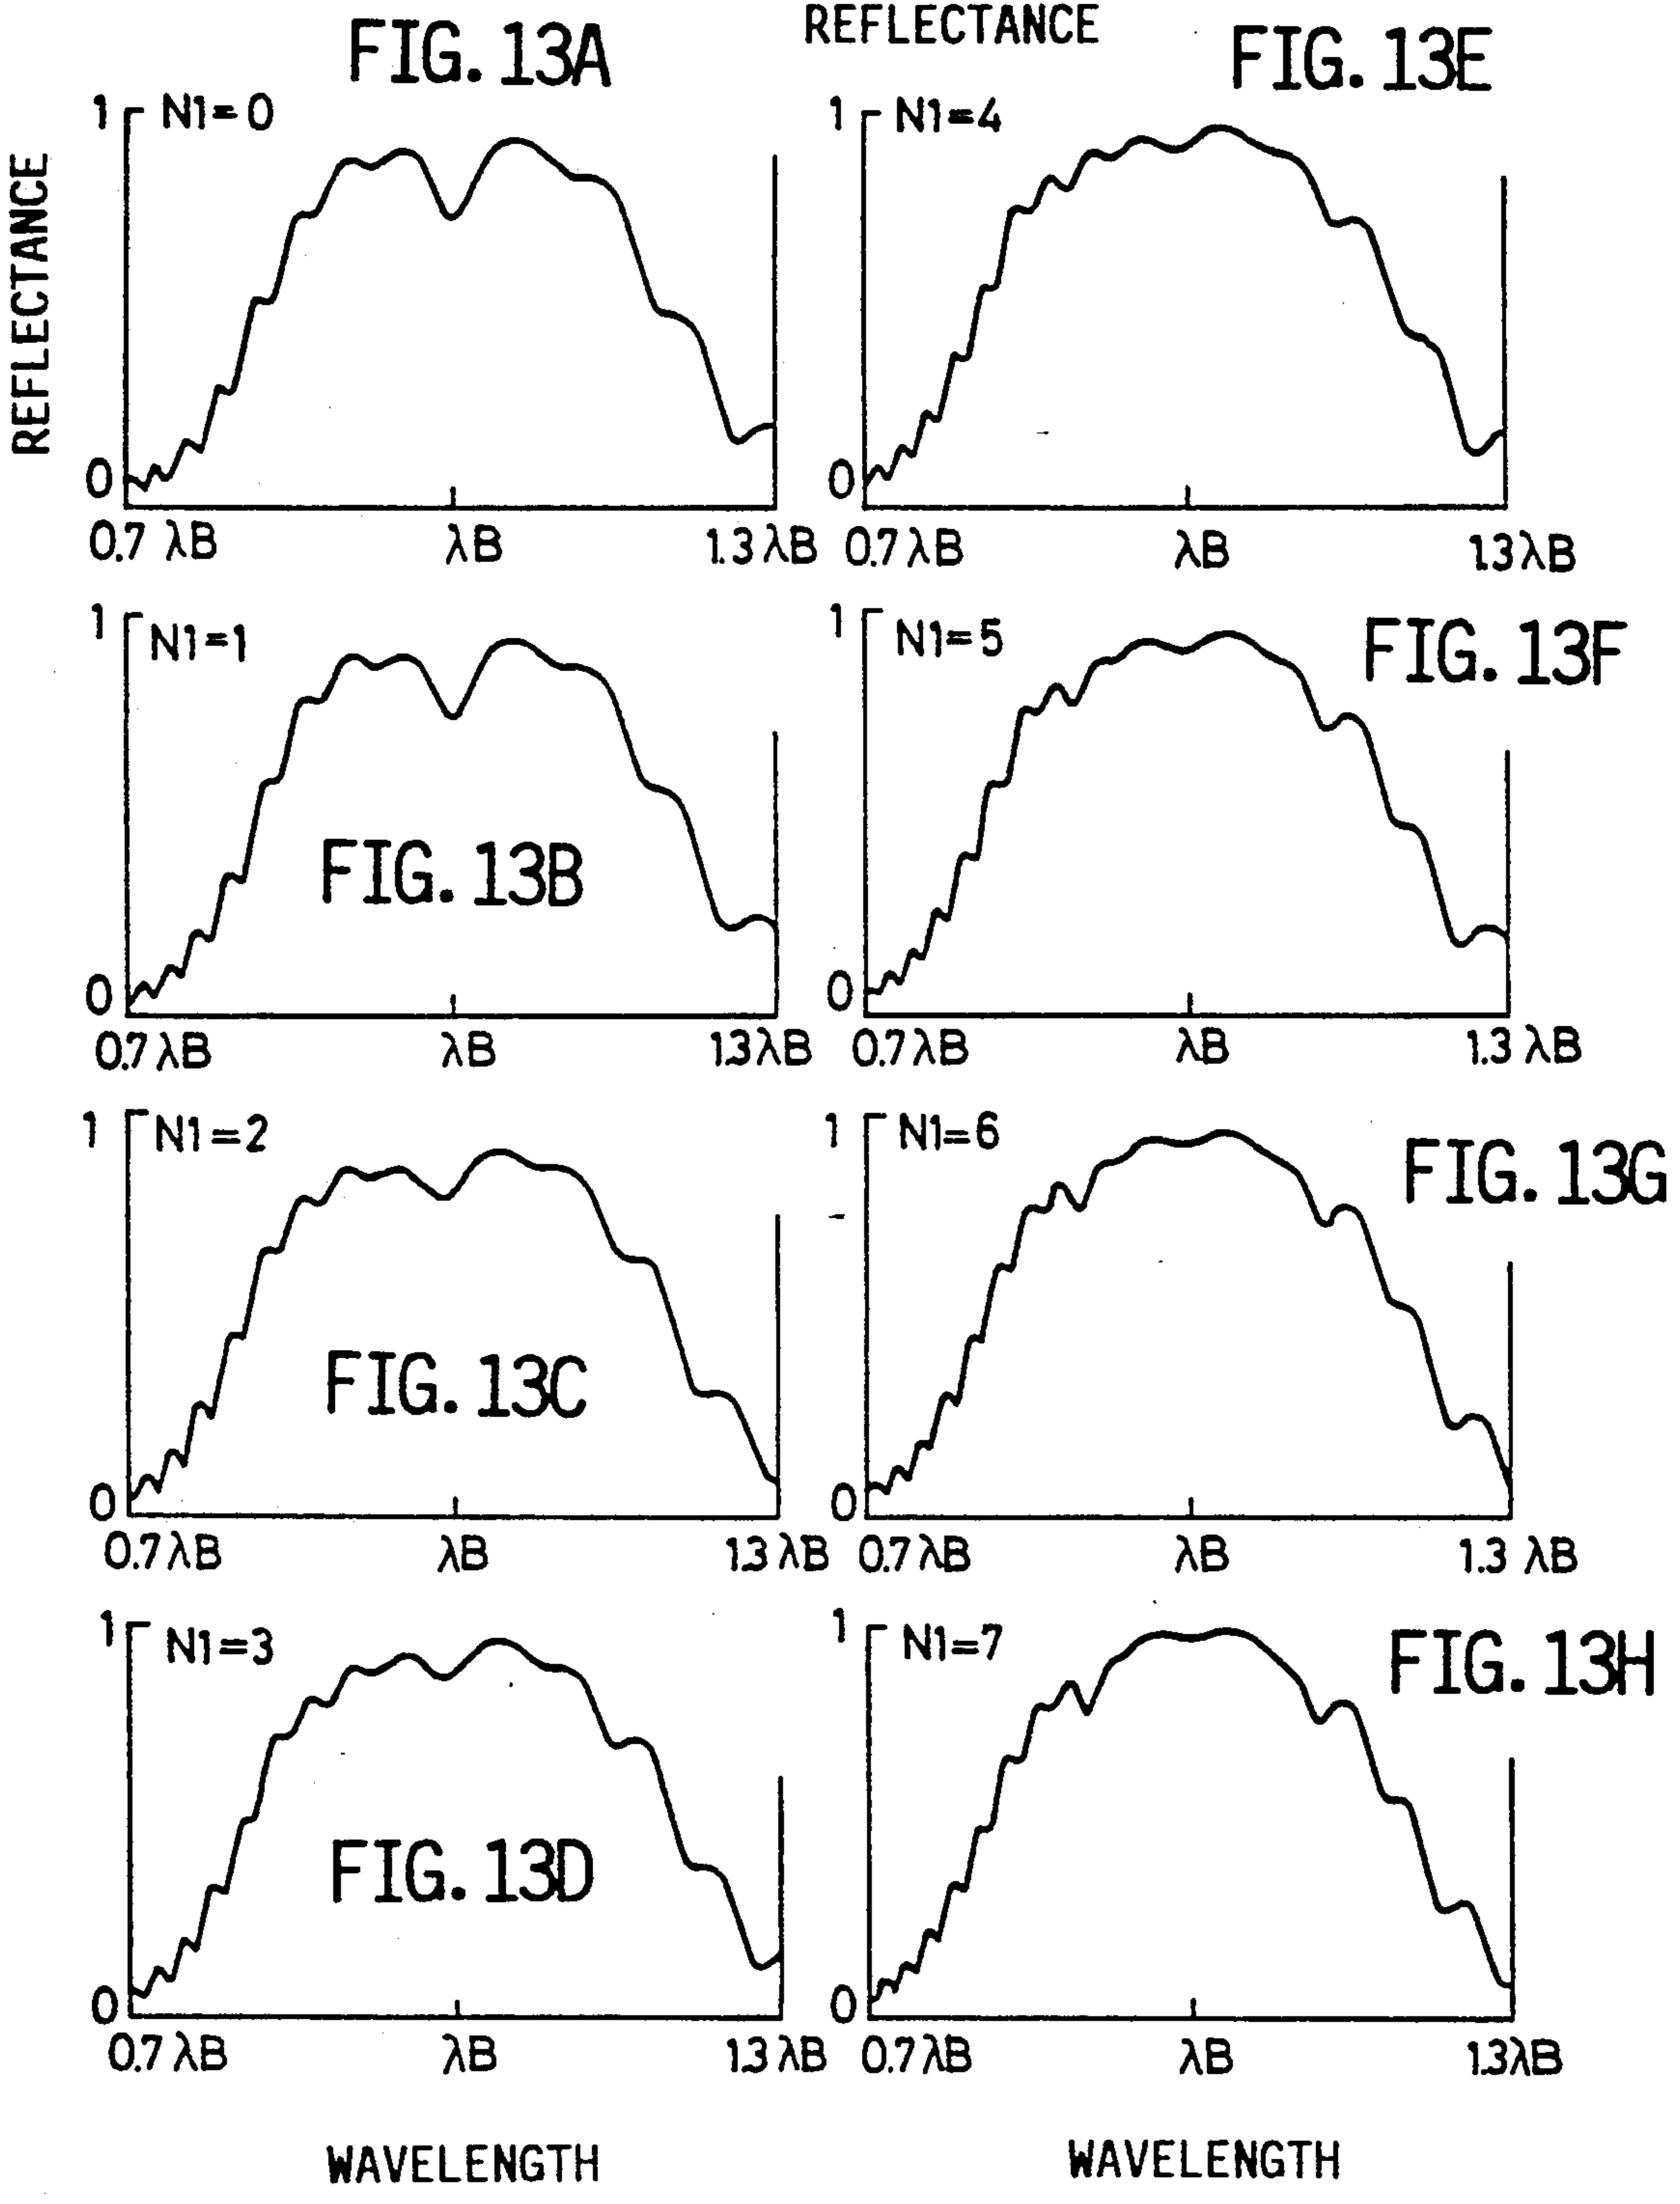 REFLECTANCE
FIG. 13A
1 N1=0
REFLECTANCE
0
0.7 λB λB 1.3 λB
FIG. 13E
1 N1=4
0
0.7 λB λB 1.3 λB
1 N1=1
FIG. 13B
0
0.7 λB λB 1.3 λB
1 N1=5
FIG. 13F
0
0.7 λB λB 1.3 λB
1 N1=2
FIG. 13C
0
0.7 λB λB 1.3 λB
1 N1=6
FIG. 13G
0
0.7 λB λB 1.3 λB
1 N1=3
FIG. 13D
0
0.7 λB λB 1.3 λB
WAVELENGTH
1 N1=7
FIG. 13H
0
0.7 λB λB 1.3λB
WAVELENGTH